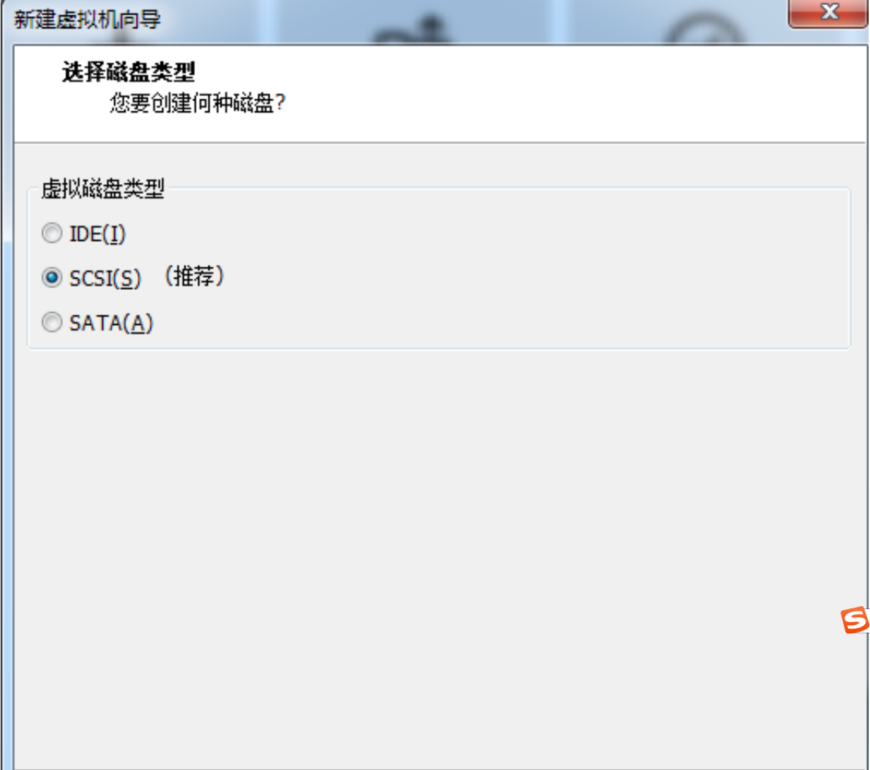 新建虚拟机向导
选择磁盘类型
您要创建何种磁盘?
虚拟磁盘类型
IDE(I)
SCSI(S) （推荐）
SATA(A)